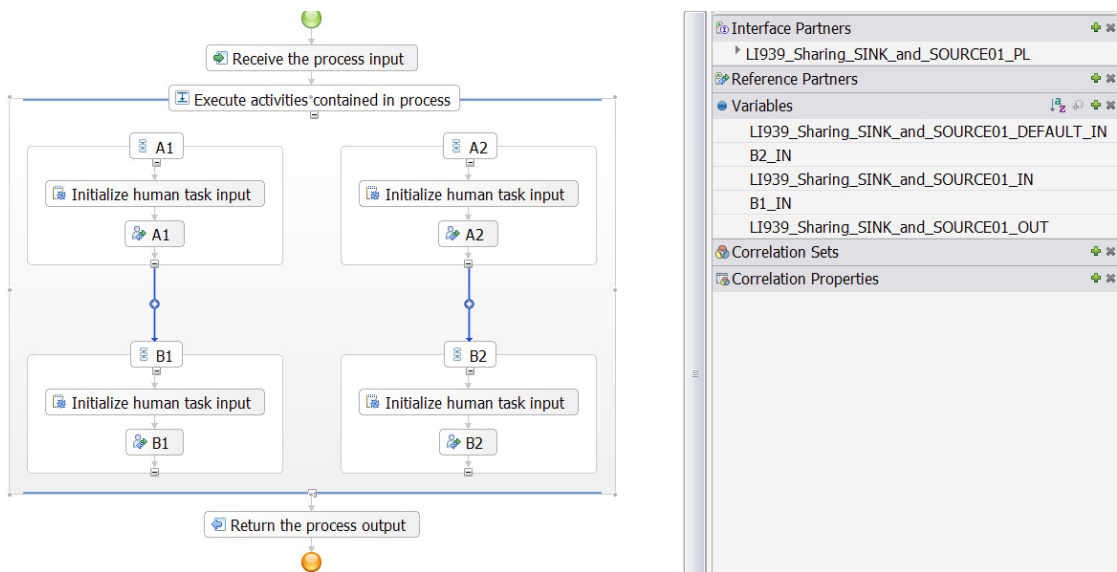 Receive the process input
Execute activities contained in process
A1
A2
Initialize human task input
Initialize human task input
A1
A2
B1
B2
Initialize human task input
Initialize human task input
B1
B2
Return the process output
Interface Partners
LI939_Sharing_SINK_and_SOURCE01_PL
Reference Partners
Variables
LI939_Sharing_SINK_and_SOURCE01_DEFAULT_IN
B2_IN
LI939_Sharing_SINK_and_SOURCE01_IN
B1_IN
LI939_Sharing_SINK_and_SOURCE01_OUT
Correlation Sets
Correlation Properties